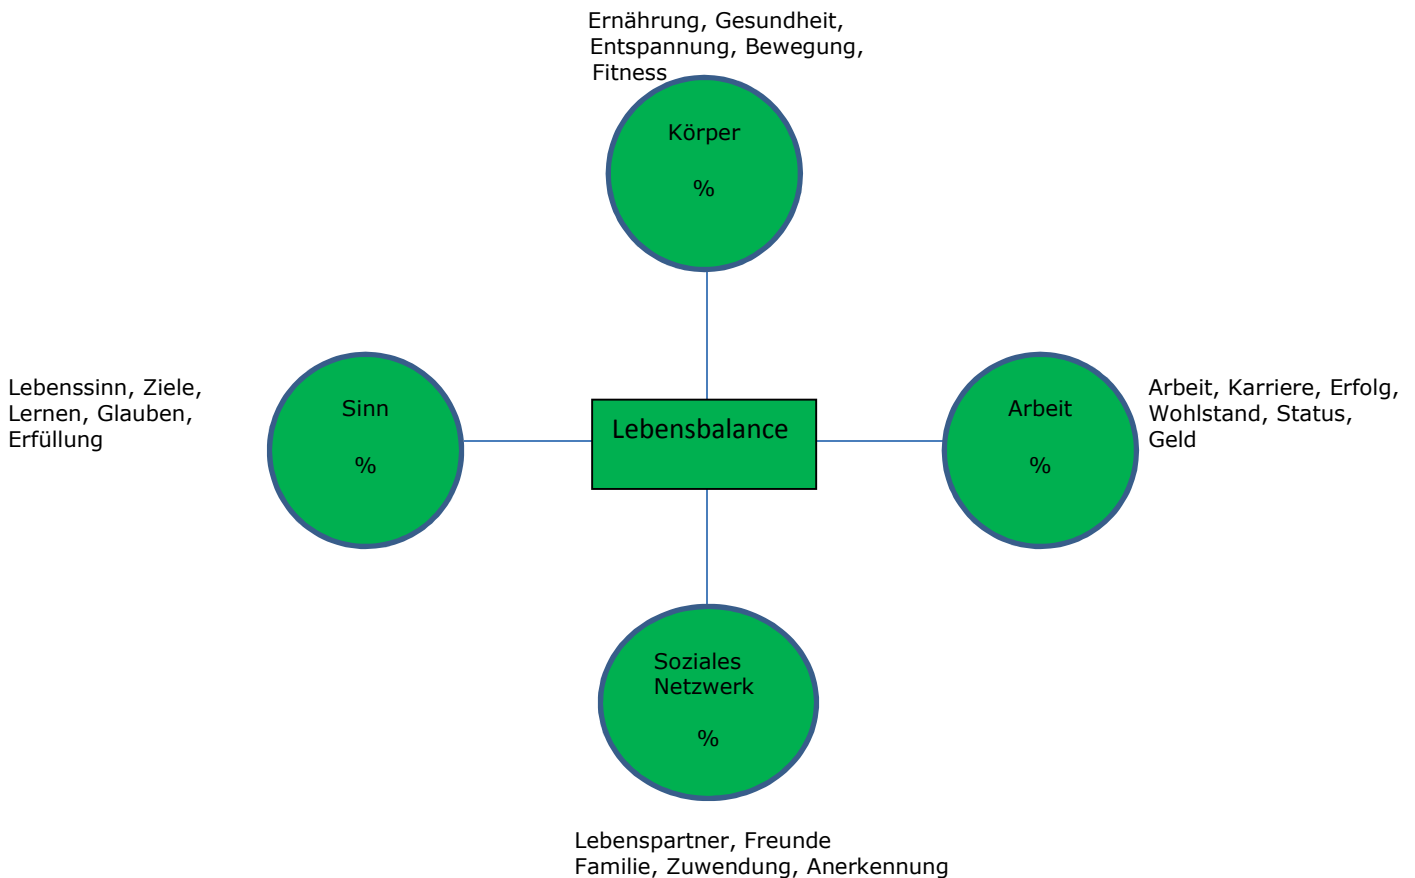 Ernährung, Gesundheit,
Entspannung, Bewegung,
Fitness
Körper
%
Lebenssinn, Ziele,
Lernen, Glauben,
Erfüllung
Sinn
%
Lebensbalance
Arbeit
%
Arbeit, Karriere, Erfolg,
Wohlstand, Status,
Geld
Soziales
Netzwerk
%
Lebenspartner, Freunde
Familie, Zuwendung, Anerkennung